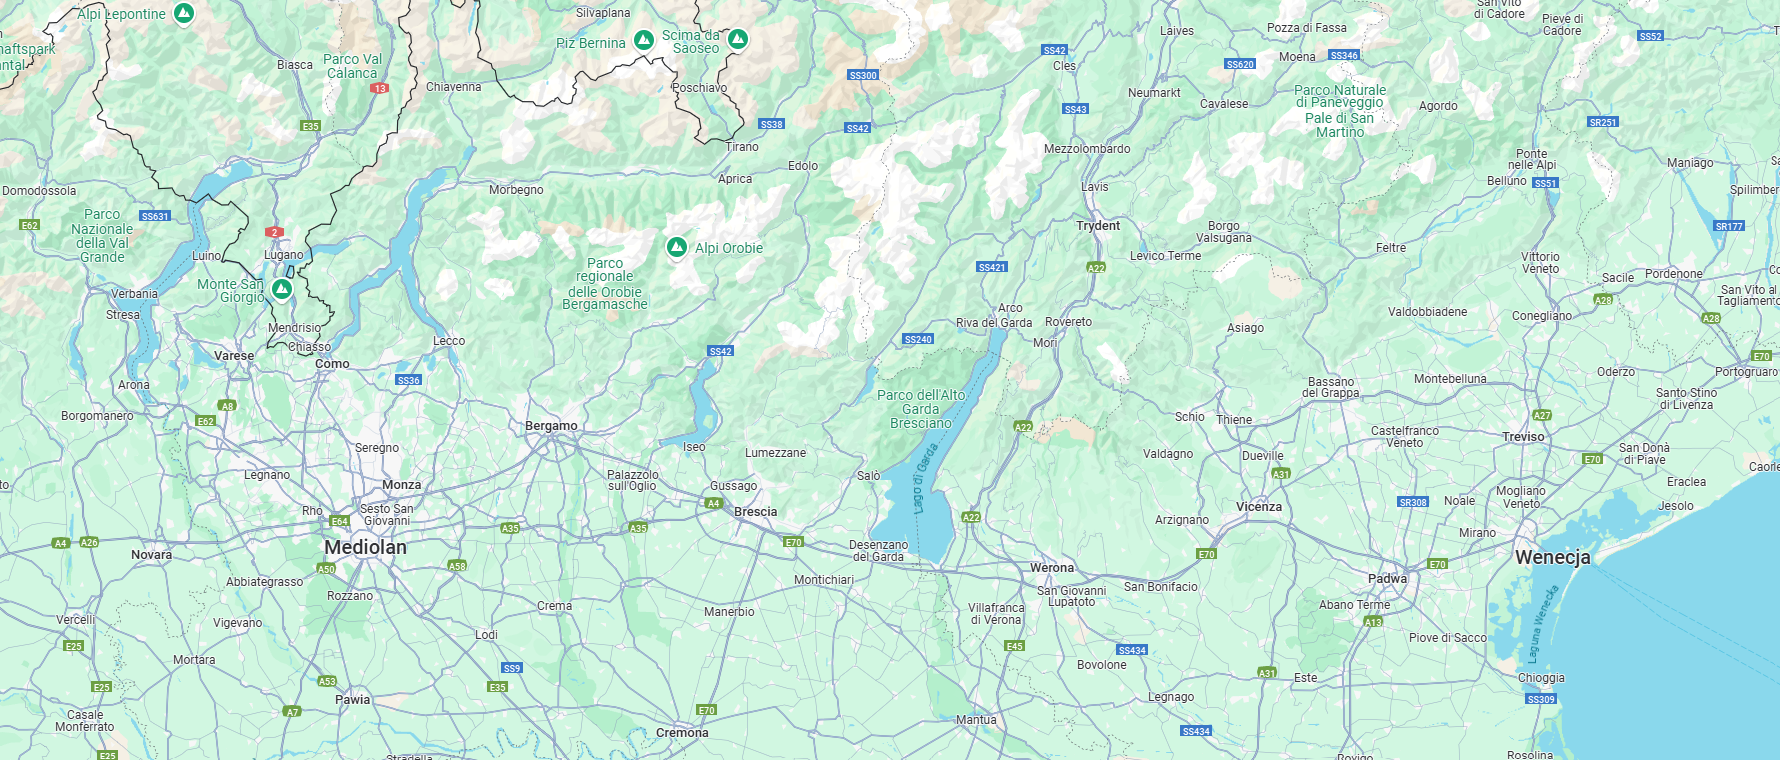 Alpi Lepontine
Silvaplana
San Vito
di Cadore
Pieve di
Cadore
SS52
Piz Bernina
Scima da
Saoseo
Laives
Pozza di Fassa
SS42
Cles
Moena
SS346
SS620
haftspark
Biasca
Parco Val
Calanca
13
Chiavenna
Poschiavo
SS300
Neumarkt
Cavalese
Parco Naturale
di Paneveggio
Pale di San
Martino
Agordo
SS43
E35
SS38
SS42
SR251
Tirano
Mezzolombardo
Edolo
Ponte
nelle Alpi
Maniago
Domodossola
Aprica
Morbegno
Lavis
Belluno
SS51
Spilimber
E62
SS631
Parco
Nazionale
della Val
Grande
2
Lugano
Luino
Alpi Orobie
Trydent
Borgo
Valsugana
Levico Terme
Feltre
SR177
SS421
A22
Vittorio
Veneto
Sacile
Pordenone
Monte San
Giorgio
Parco
regionale
delle Orobie
Bergamasche
Verbania
Stresa
San Vito al
Tagliamento
A28
A28
Arco
Riva del Garda
Rovereto
Mori
Asiago
Valdobbiadene
Conegliano
Mendrisio
Chiasso
Lecco
SS240
SS42
Varese
Como
E70
Portogruaro
Arona
SS36
Oderzo
Montebelluna
Bassano
del Grappa
Santo Stino
di Livenza
Borgomanero
A8
E62
Parco dell'Alto
Garda
Bresciano
Schio
Thiene
A27
A22
Bergamo
Castelfranco
Veneto
Treviso
San Donà
di Piave
E70
Seregno
Iseo
Lumezzane
Valdagno
Dueville
A31
Caorle
Legnano
Monza
Palazzolo
sull'Oglio
Gussago
Salò
Lago di Garda
Mogliano
Veneto
Eraclea
Jesolo
Rho
E64
Sesto San
Giovanni
A4
Brescia
Vicenza
SR308
Noale
A35
A35
A22
Arzignano
Mirano
A4
A26
Novara
Mediolan
E70
Desenzano
del Garda
E70
Wenecja
A50
A58
Werona
E70
Padwa
Abbiategrasso
Rozzano
Montichiari
San Giovanni
Lupatoto
San Bonifacio
Crema
Manerbio
Villafranca
di Verona
Abano Terme
A13
Laguna Wenecka
Vercelli
Vigevano
Lodi
Piove di Sacco
E25
E45
SS434
Mortara
SS9
Bovolone
A31
Este
Chioggia
E25
A53
E35
Pawia
Legnago
SS309
A7
E70
Casale
Monferrato
Cremona
Mantua
SS434
E25
Stradella
Rovigo
Rosolina